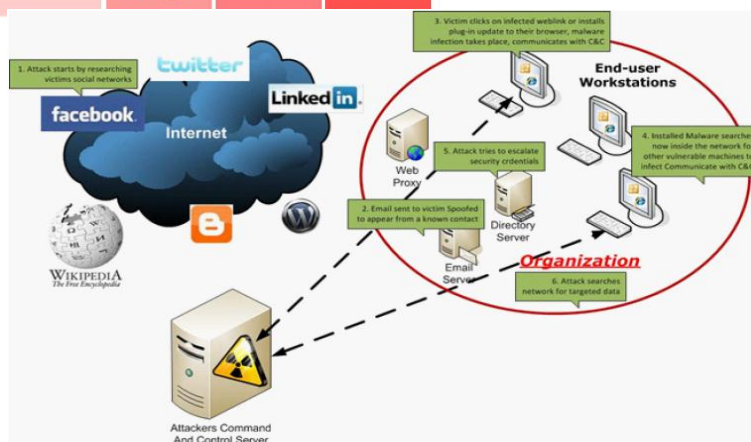 3. Victim clicks on infected weblink or installs
plug-in update to their browser, malware
infection takes place, communicates with C&C
1. Attack starts by researching
victims social networks
twitter
facebook
Linked in
Internet
End-user
Workstations
4. Installed Malware searches
now inside the network fo
other vulnerable machines to
infect Communicate with C&C
5. Attack tries to escalate
security crdentials
Web
Proxy
2. Email sent to victim Spoofed
to appear from a known contact
Directory
Server
Email
Server
Organization
6. Attack searches
network for targeted data
WIKIPEDIA
The Free Encyclopedia
Attackers Command
And Control Server